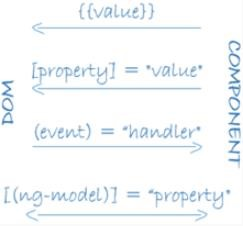 {{value}}
[property] = "value"
(event) = "handler"
[(ng-model)] = "property"
DOM
COMPONENT